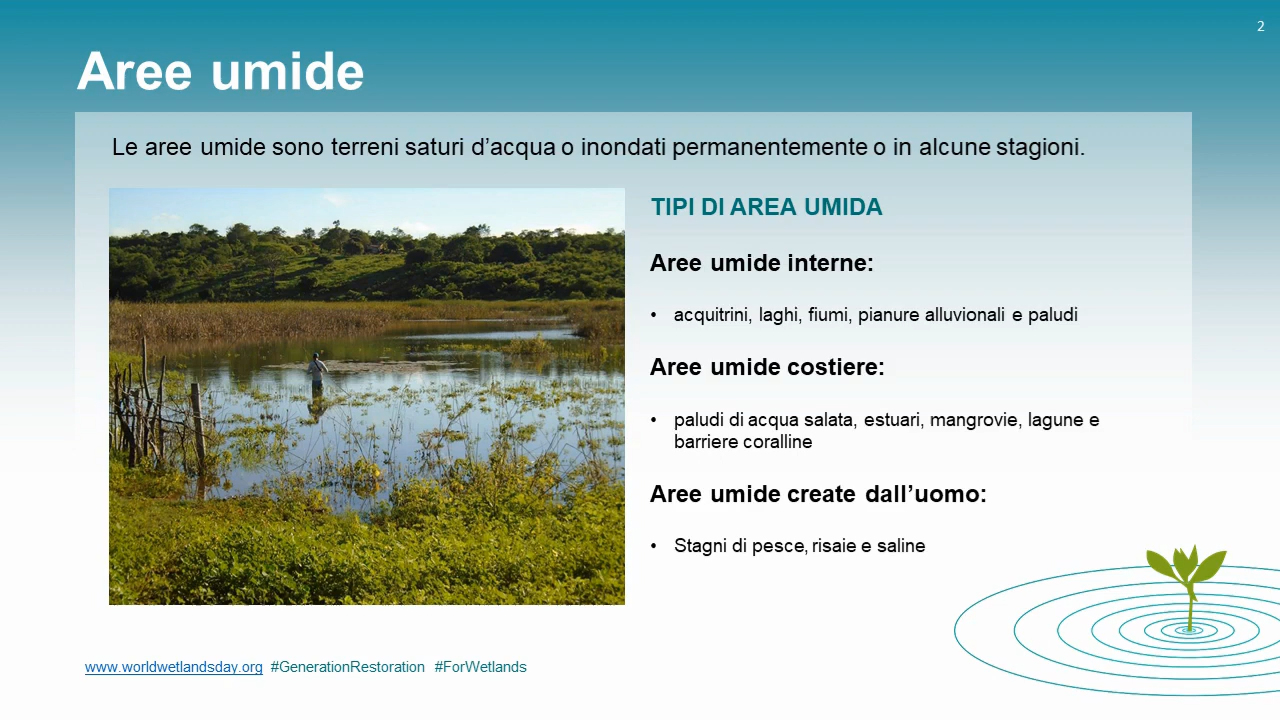 2
Aree umide
Le aree umide sono terreni saturi d’acqua o inondati permanentemente o in alcune stagioni.
TIPI DI AREA UMIDA
Aree umide interne:
• acquitrini, laghi, fiumi, pianure alluvionali e paludi
Aree umide costiere:
• paludi di acqua salata, estuari, mangrovie, lagune e
barriere coralline
Aree umide create dall’uomo:
• Stagni di pesce, risaie e saline
www.worldwetlandsday.org #GenerationRestoration #ForWetlands